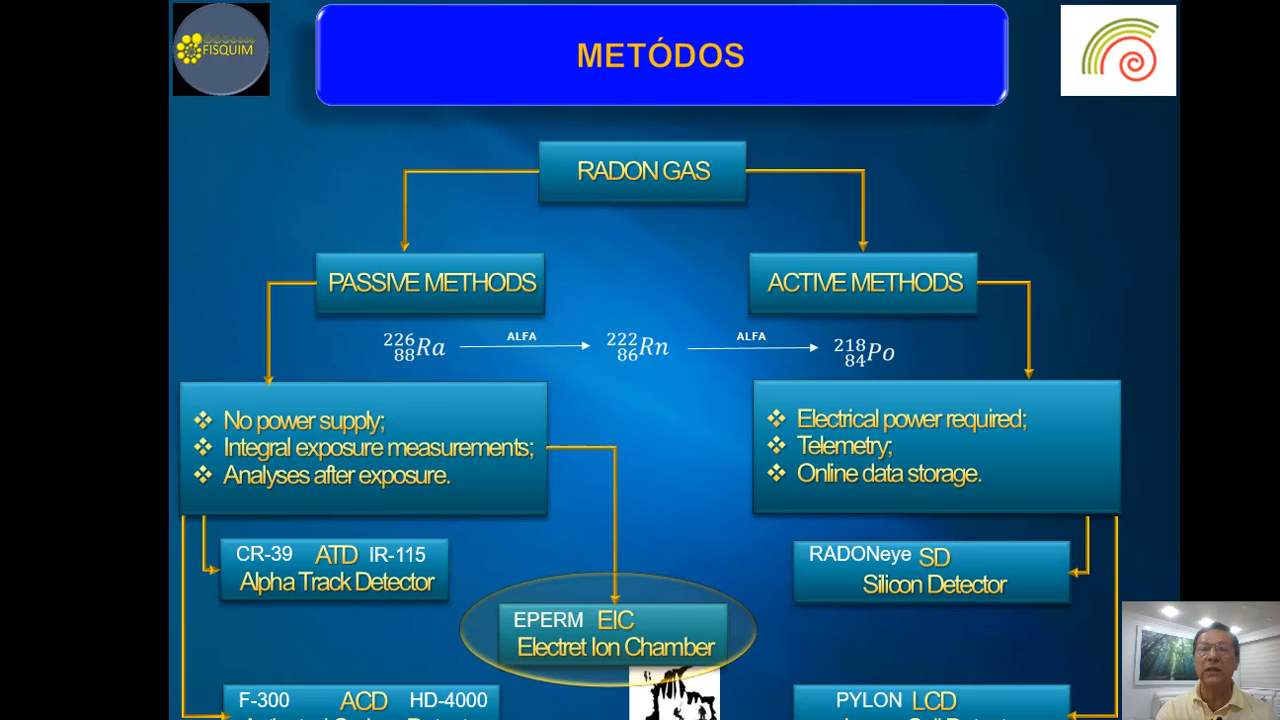 FISQUIM
METÓDOS
RADON GAS
PASSIVE METHODS
ACTIVE METHODS
226 88 Ra ALFA 222 86 Rn ALFA 218 84 Po
No power supply;
Integral exposure measurements;
Analyses after exposure.
Electrical power required;
Telemetry;
Online data storage.
CR-39 ATD IR-115
Alpha Track Detector
RADONeye SD
Silicon Detector
EPERM EIC
Electret Ion Chamber
F-300 ACD HD-4000
PYLON LCD